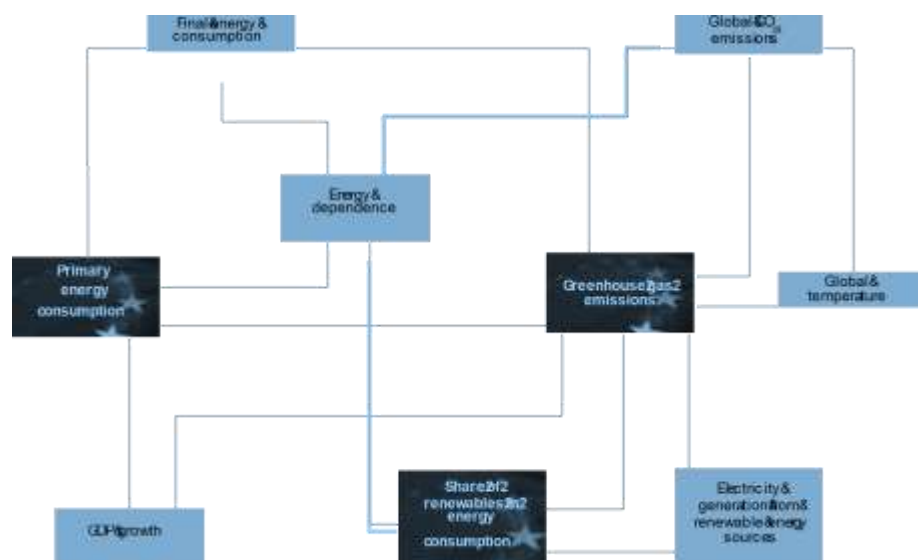 Final & energy &
consumption
Global & CO2
emissions
Energy &
dependence
Primary
energy
consumption
Greenhouse2gas2
emissions
Global &
temperature
Share2of2
renewables2in2
energy
consumption
GDP&growth
Electricity &
generation&from&
renewable&energy
sources